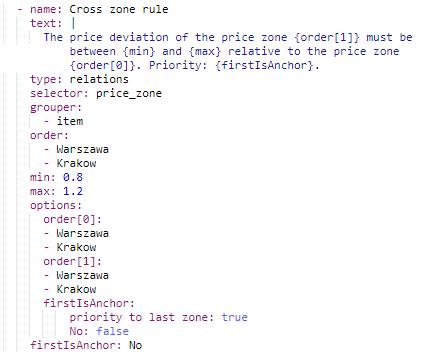 - name: Cross zone rule
text: |
The price deviation of the price zone {order[1]} must be
between {min} and {max} relative to the price zone
{order[0]}. Priority: {firstIsAnchor}.
type: relations
selector: price_zone
grouper:
- item
order:
- Warszawa
- Krakow
min: 0.8
max: 1.2
options:
order[0]:
- Warszawa
- Krakow
order[1]:
- Warszawa
- Krakow
firstIsAnchor:
priority to last zone: true
No: false
firstIsAnchor: No